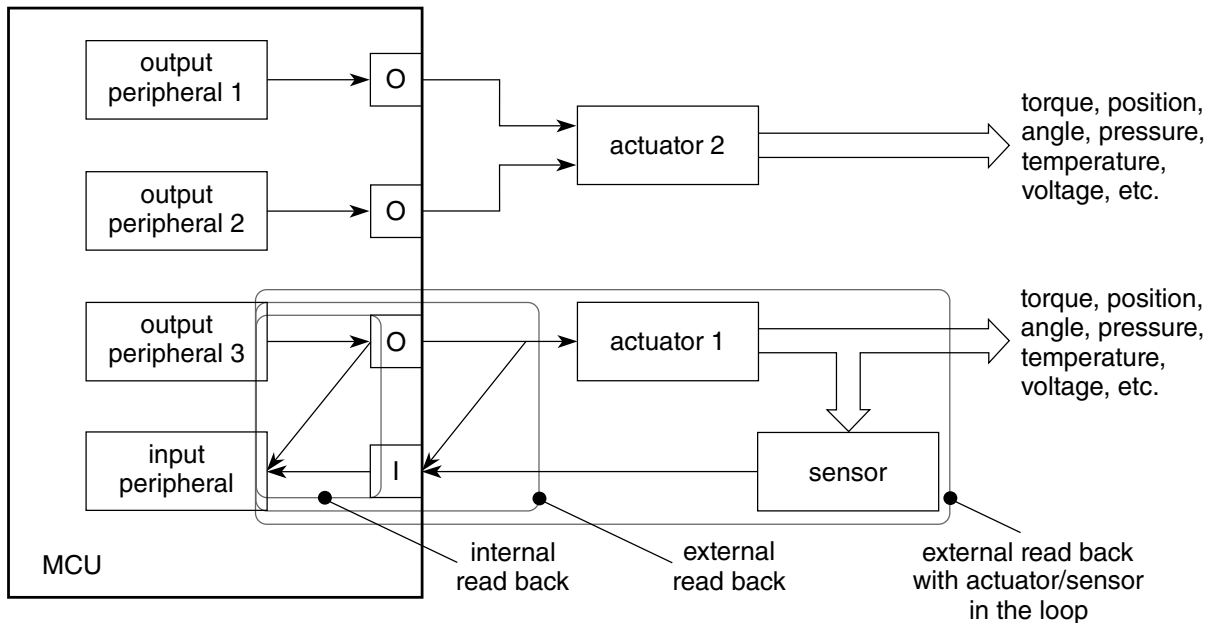 output
peripheral 1
O
actuator 2
torque, position,
angle, pressure,
temperature,
voltage, etc.
output
peripheral 2
O
output
peripheral 3
O
actuator 1
torque, position,
angle, pressure,
temperature,
voltage, etc.
input
peripheral
I
sensor
MCU
internal
read back
external
read back
external read back
with actuator/sensor
in the loop